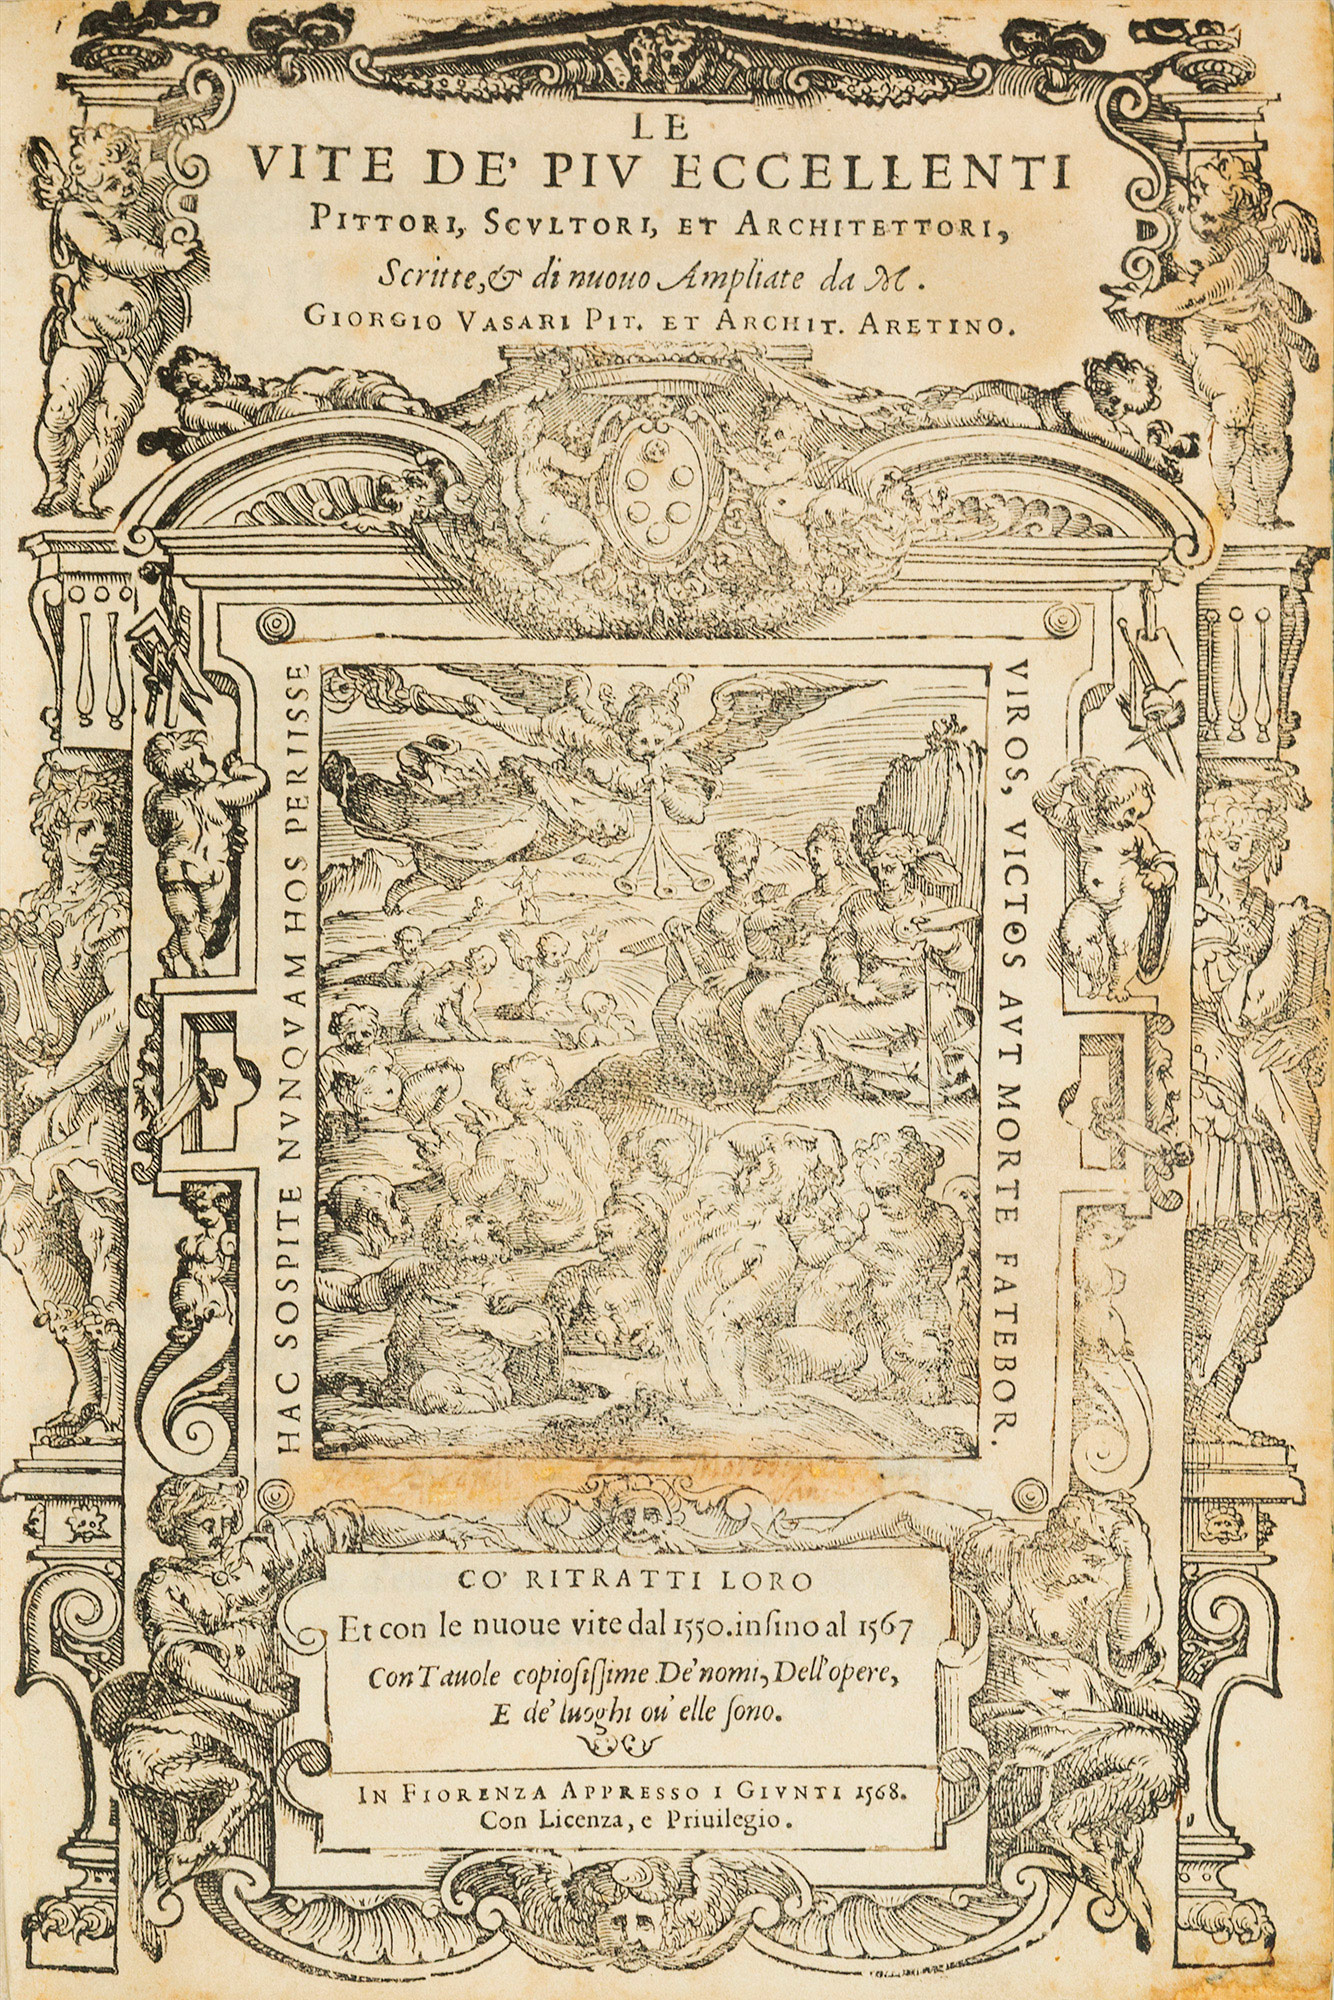 LE
VITE DE' PIV ECCELLENTI
PITTORI, SCVLTORI, ET ARCHITETTORI,
Scritte, & di nuouo Ampliate da M.
GIORGIO VASARI PIT. ET ARCHIT. ARETINO.
HAC SOSPITE NVNQVAM HOS PERIISSE
VIROS, VICTOS AVT MORTE FATEBOR.
CO' RITRATTI LORO
Et con le nuoue vite dal 1550. insino al 1567
Con Tauole copiosissime De' nomi, Dell' opere,
E de' luoghi ou' elle sono.
IN FIORENZA APPRESSO I GIVNTI 1568.
Con Licenza, e Priuilegio.